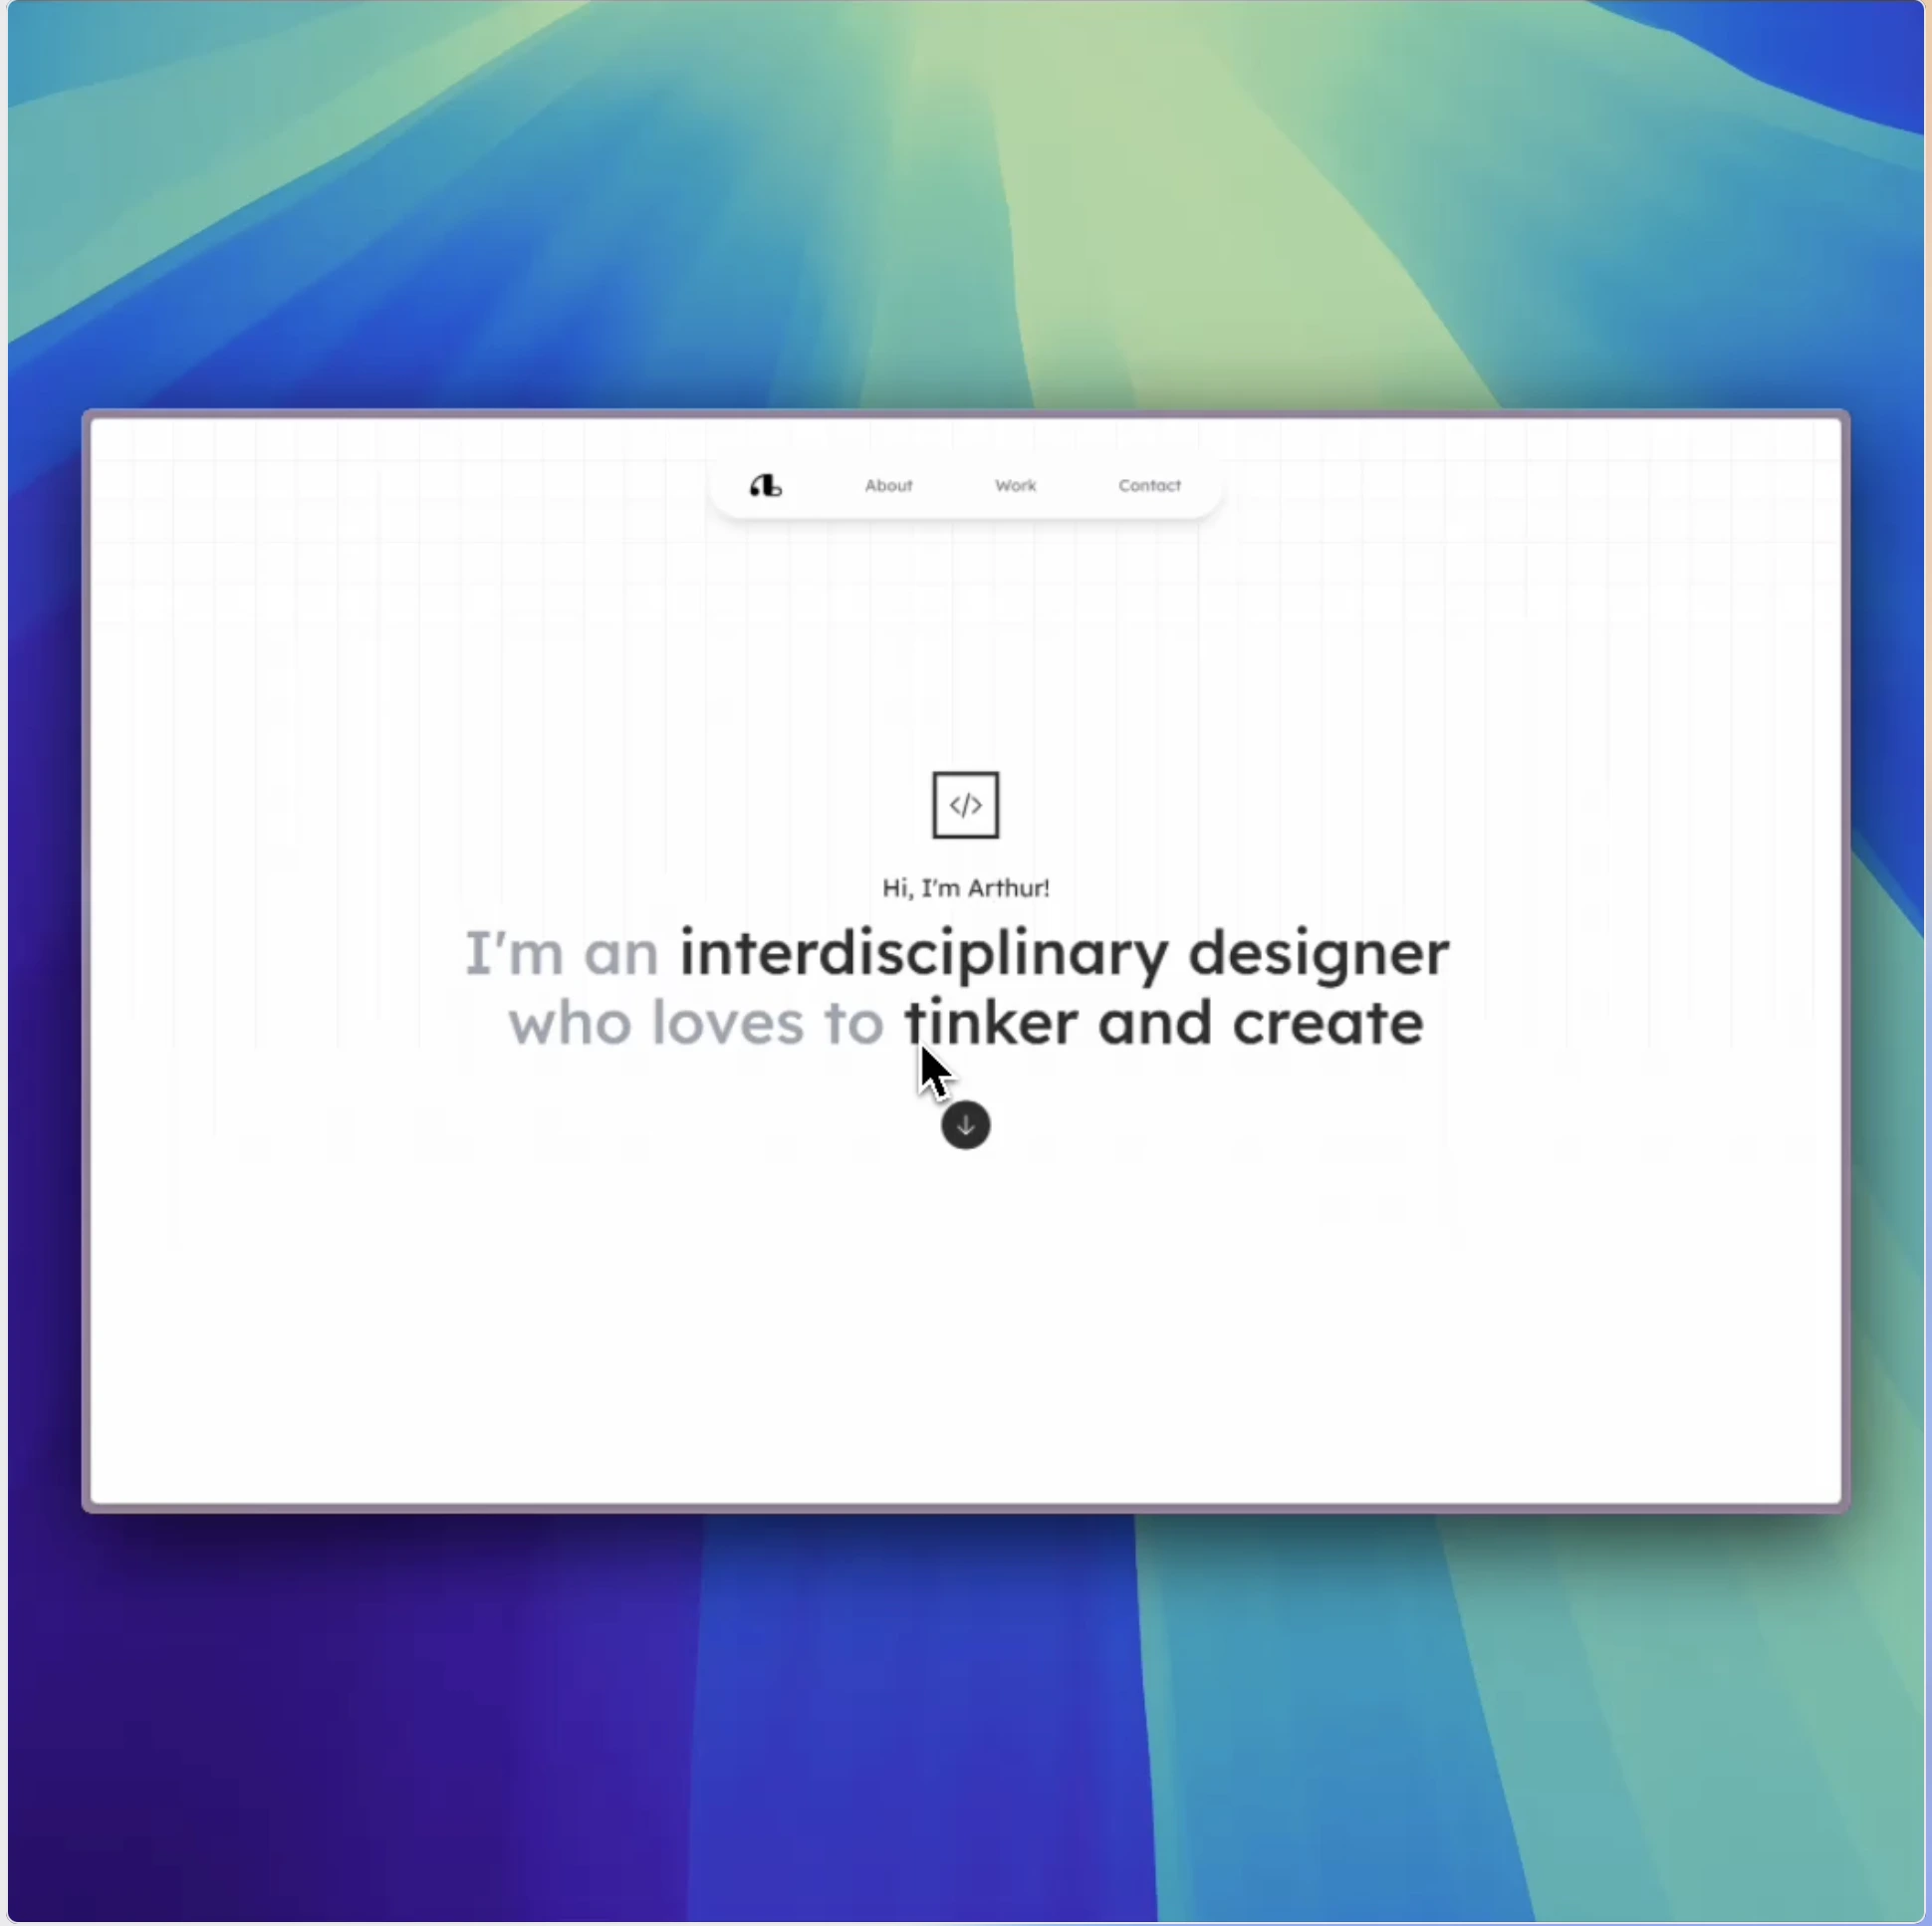 About Work Contact
</>
Hi, I'm Arthur!
I'm an interdisciplinary designer
who loves to tinker and create